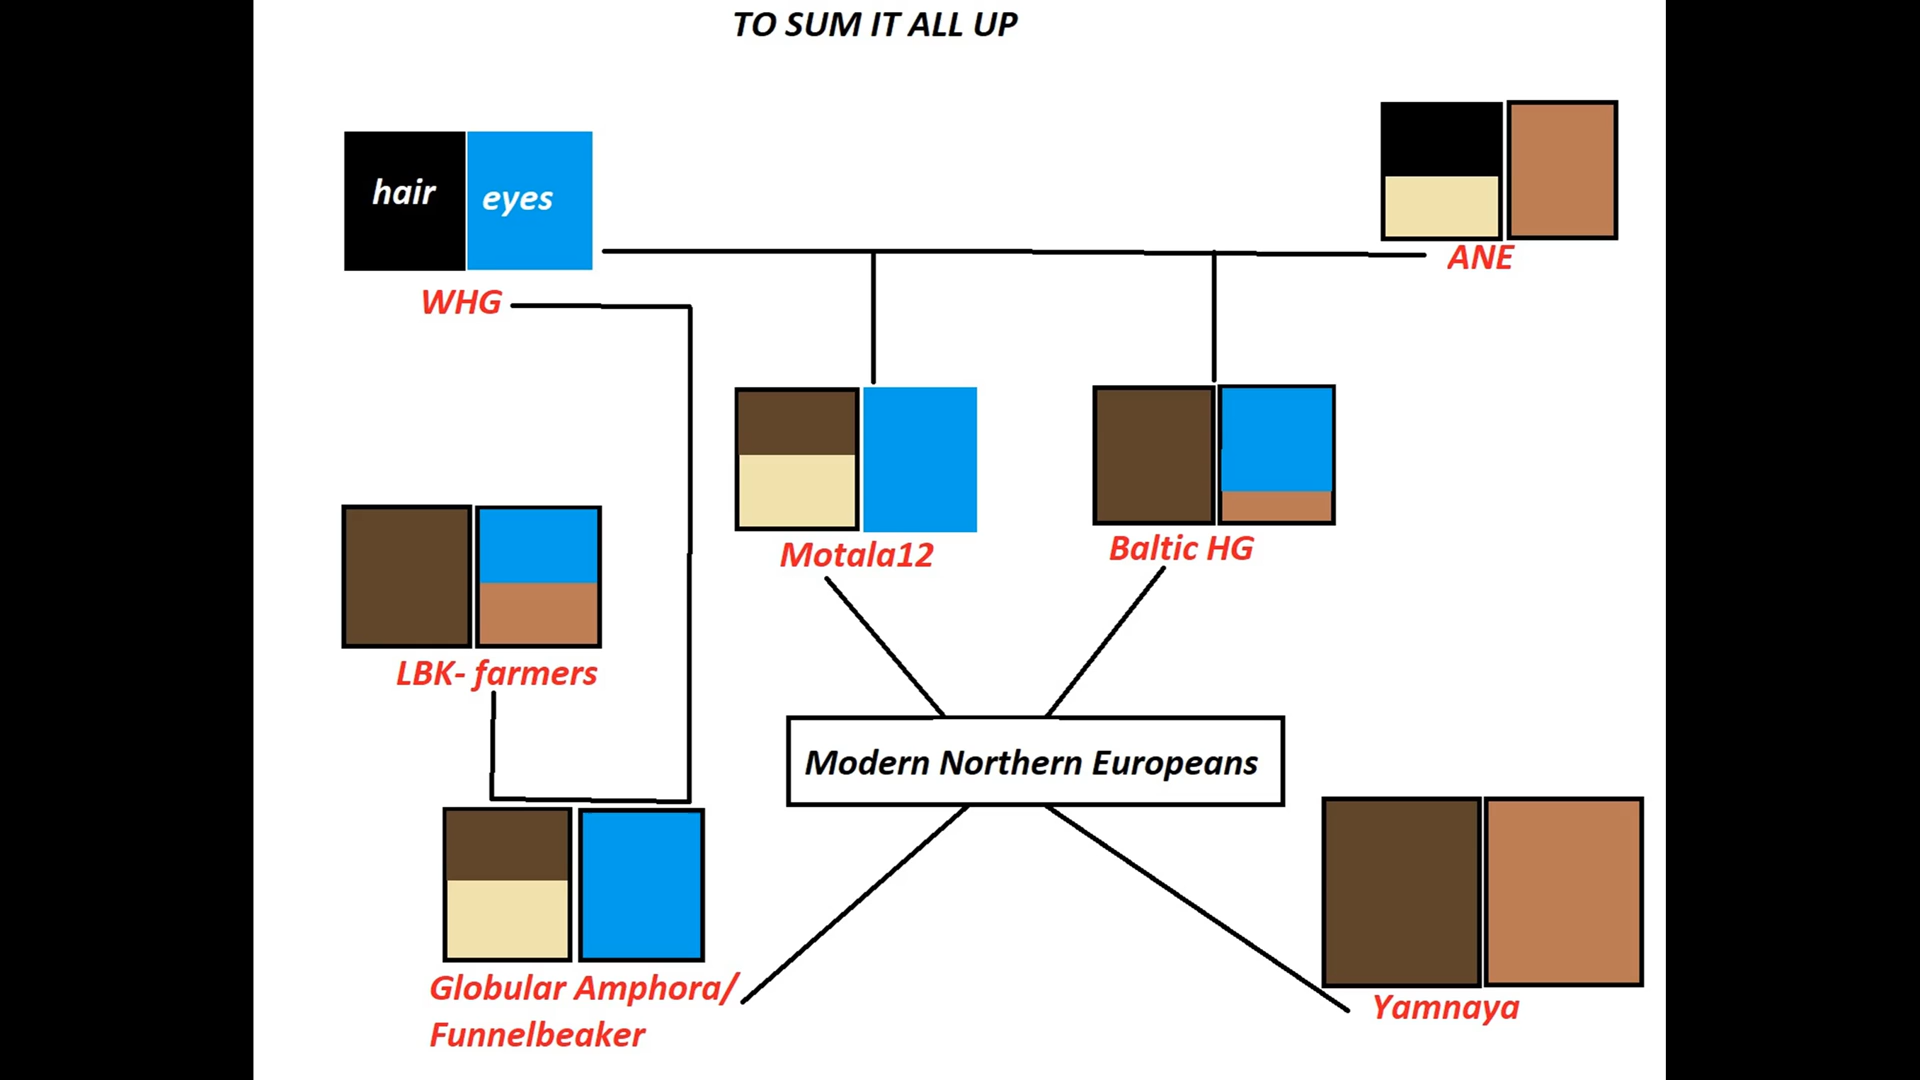 TO SUM IT ALL UP
hair
eyes
ANE
WHG
Motala12
Baltic HG
LBK- farmers
Modern Northern Europeans
Globular Amphora/
Funnelbeaker
Yamnaya